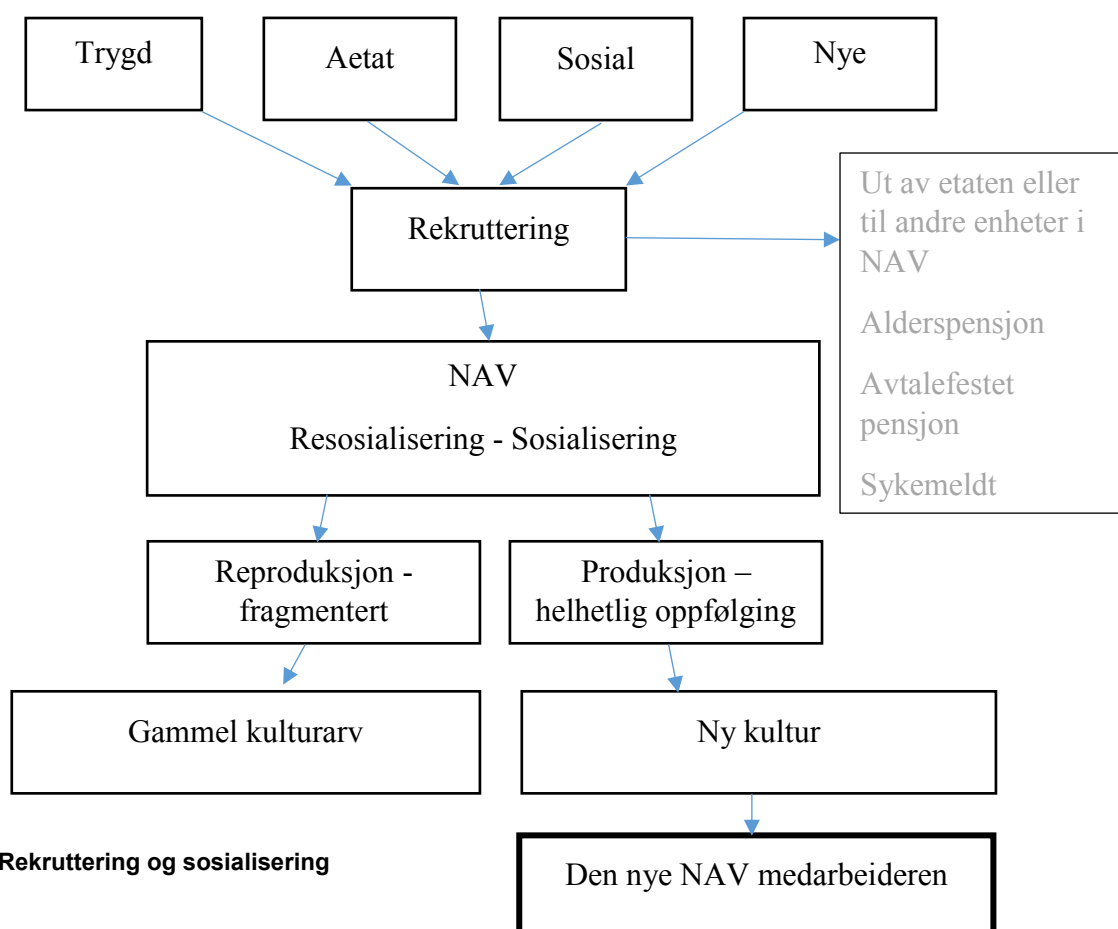 Trygd
Aetat
Sosial
Nye
Rekruttering
Ut av etaten eller
til andre enheter i
NAV
Alderspensjon
Avtalefestet
pensjon
Sykemeldt
NAV
Resosialisering - Sosialisering
Reproduksjon -
fragmentert
Produksjon –
helhetlig oppfølging
Gammel kulturarv
Ny kultur
Rekruttering og sosialisering
Den nye NAV medarbeideren